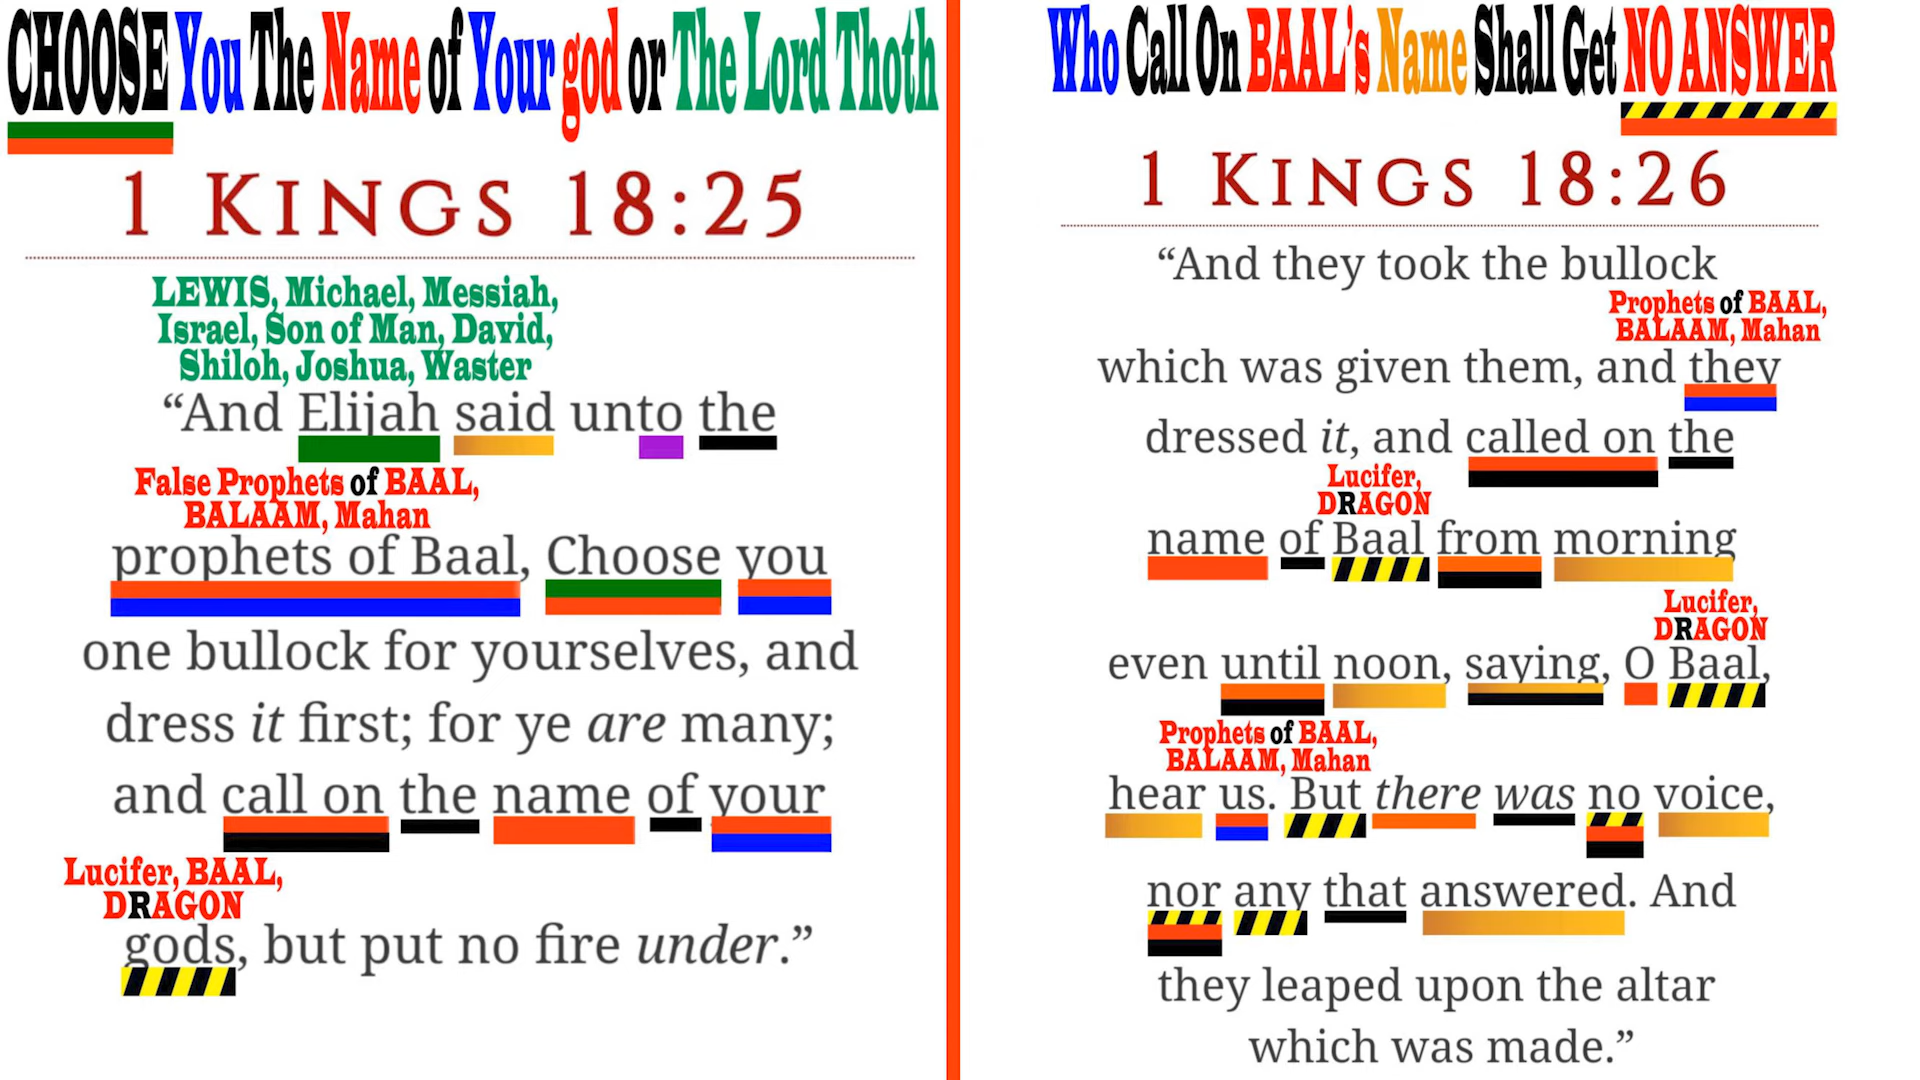 CHOOSE You The Name of Your god or The Lord Thoth
1 KINGS 18:25
LEWIS, Michael, Messiah,
Israel, Son of Man, David,
Shiloh, Joshua, Waster
“And Elijah said unto the
False Prophets of BAAL,
BALAAM, Mahan
prophets of Baal, Choose you
one bullock for yourselves, and
dress it first; for ye are many;
and call on the name of your
Lucifer, BAAL,
DRAGON
gods, but put no fire under.”
Who Call On BAAL’s Name Shall Get NO ANSWER
1 KINGS 18:26
“And they took the bullock
Prophets of BAAL,
BALAAM, Mahan
which was given them, and they
dressed it, and called on the
Lucifer,
DRAGON
name of Baal from morning
Lucifer,
DRAGON
even until noon, saying, O Baal,
Prophets of BAAL,
BALAAM, Mahan
hear us. But there was no voice,
nor any that answered. And
they leaped upon the altar
which was made.”